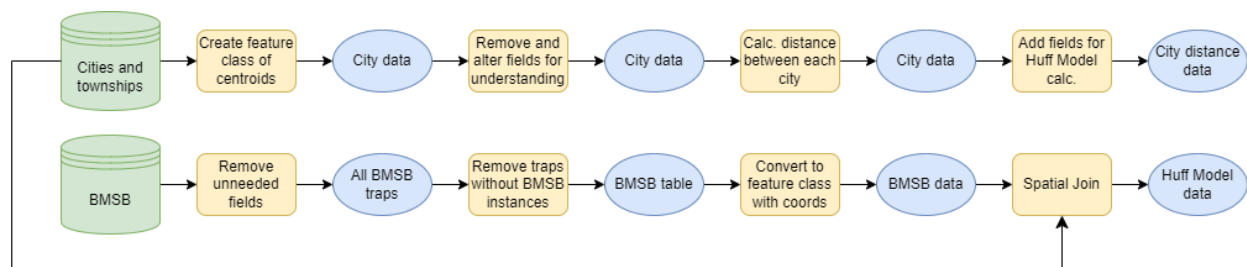 Cities and
townships
Create feature
class of
centroids
City data
Remove and
alter fields for
understanding
City data
Calc. distance
between each
city
City data
Add fields for
Huff Model
calc.
City distance
data
BMSB
Remove
unneeded
fields
All BMSB
traps
Remove traps
without BMSB
instances
BMSB table
Convert to
feature class
with coords
BMSB data
Spatial Join
Huff Model
data